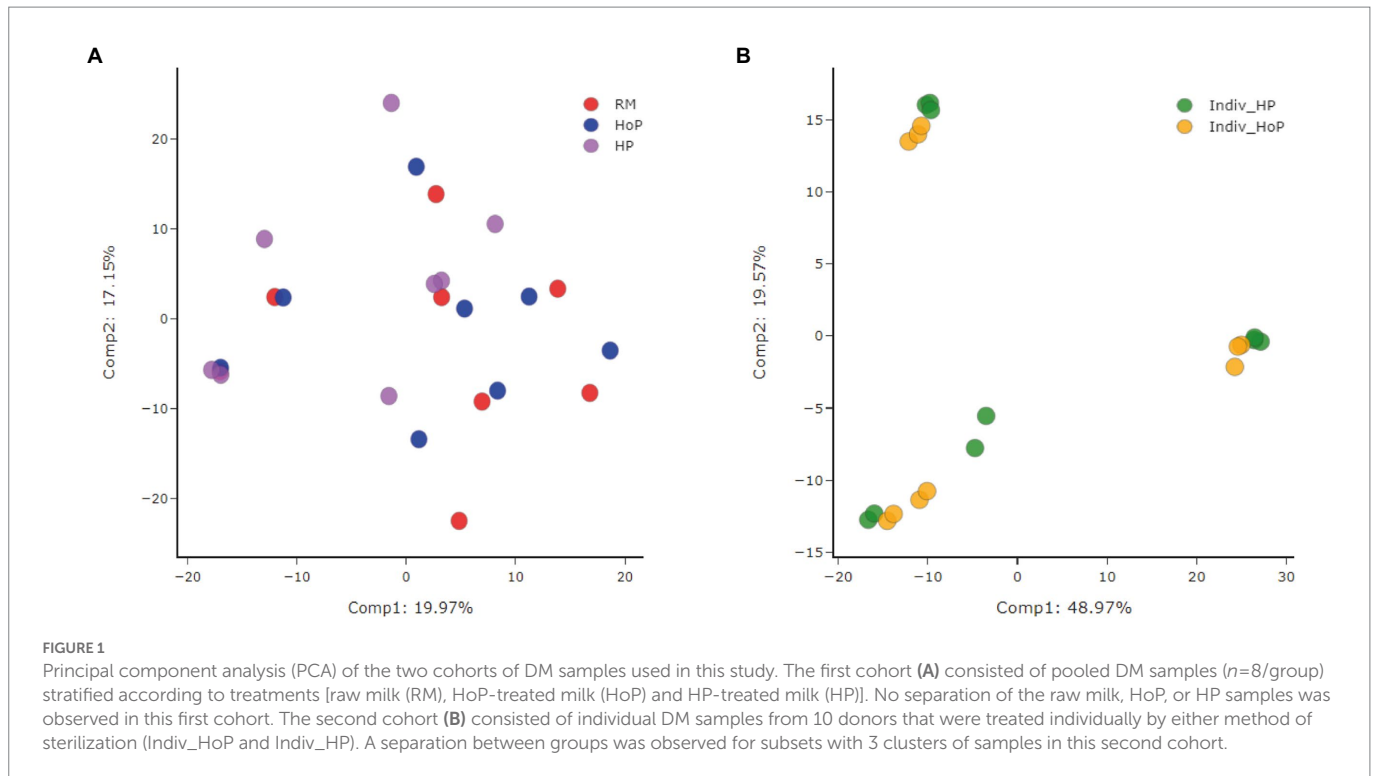 A
20
10
0
−10
−20
−20
−10
0
10
20
Comp2: 17.15%
Comp1: 19.97%
RM
HoP
HP
B
15
10
5
0
−5
−10
−15
−20
−10
0
10
20
30
Comp2: 19.57%
Comp1: 48.97%
Indiv_HP
Indiv_HoP
FIGURE 1
Principal component analysis (PCA) of the two cohorts of DM samples used in this study. The first cohort (A) consisted of pooled DM samples (n=8/group)
stratified according to treatments [raw milk (RM), HoP-treated milk (HoP) and HP-treated milk (HP)]. No separation of the raw milk, HoP, or HP samples was
observed in this first cohort. The second cohort (B) consisted of individual DM samples from 10 donors that were treated individually by either method of
sterilization (Indiv_HoP and Indiv_HP). A separation between groups was observed for subsets with 3 clusters of samples in this second cohort.